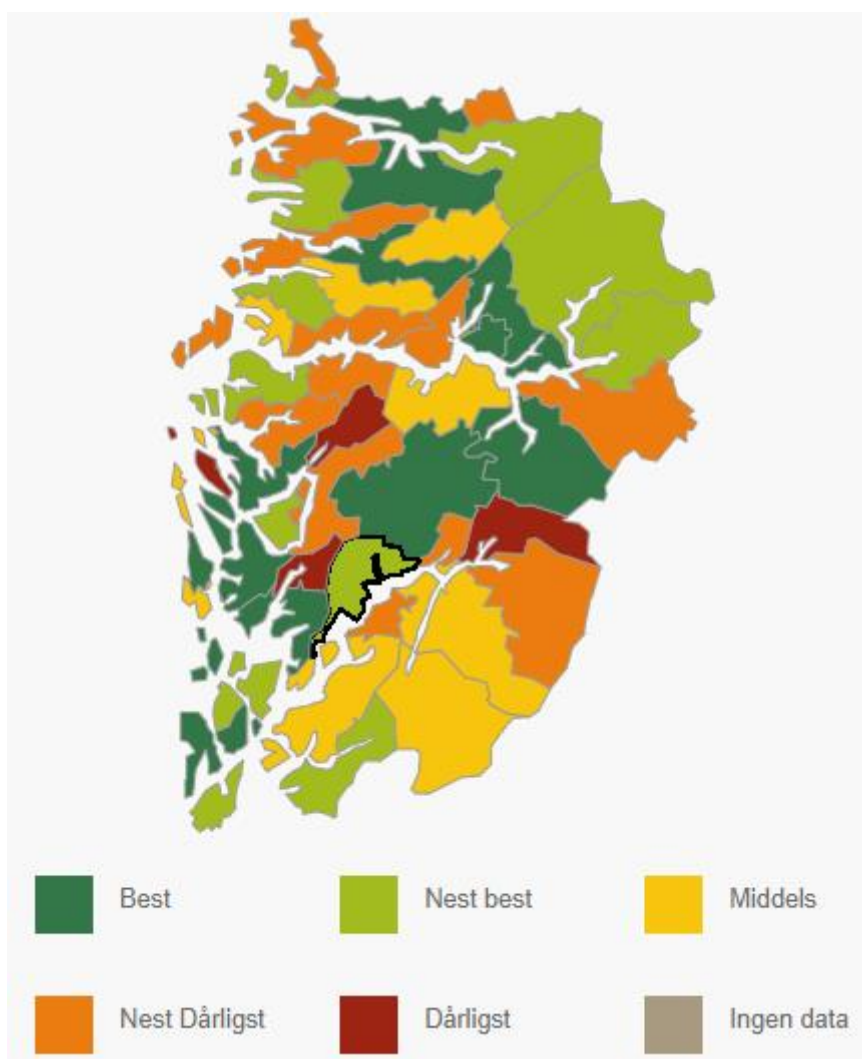 Best
Nest best
Middels
Nest Dårligst
Dårligst
Ingen data